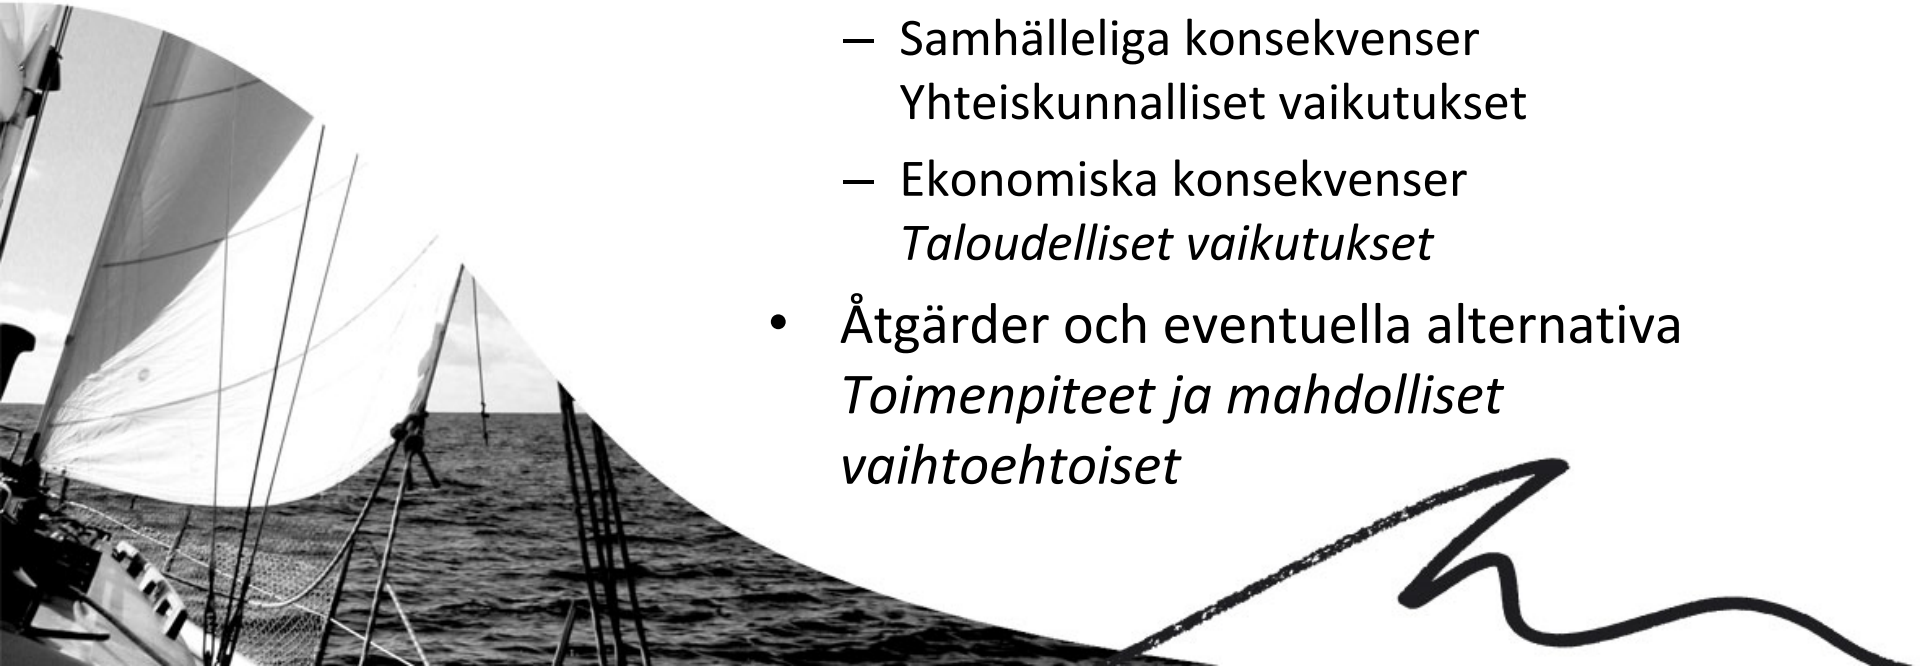 – Samhälleliga konsekvenser
Yhteiskunnalliset vaikutukset
– Ekonomiska konsekvenser
Taloudelliset vaikutukset
• Åtgärder och eventuella alternativa
Toimenpiteet ja mahdolliset
vaihtoehtoiset